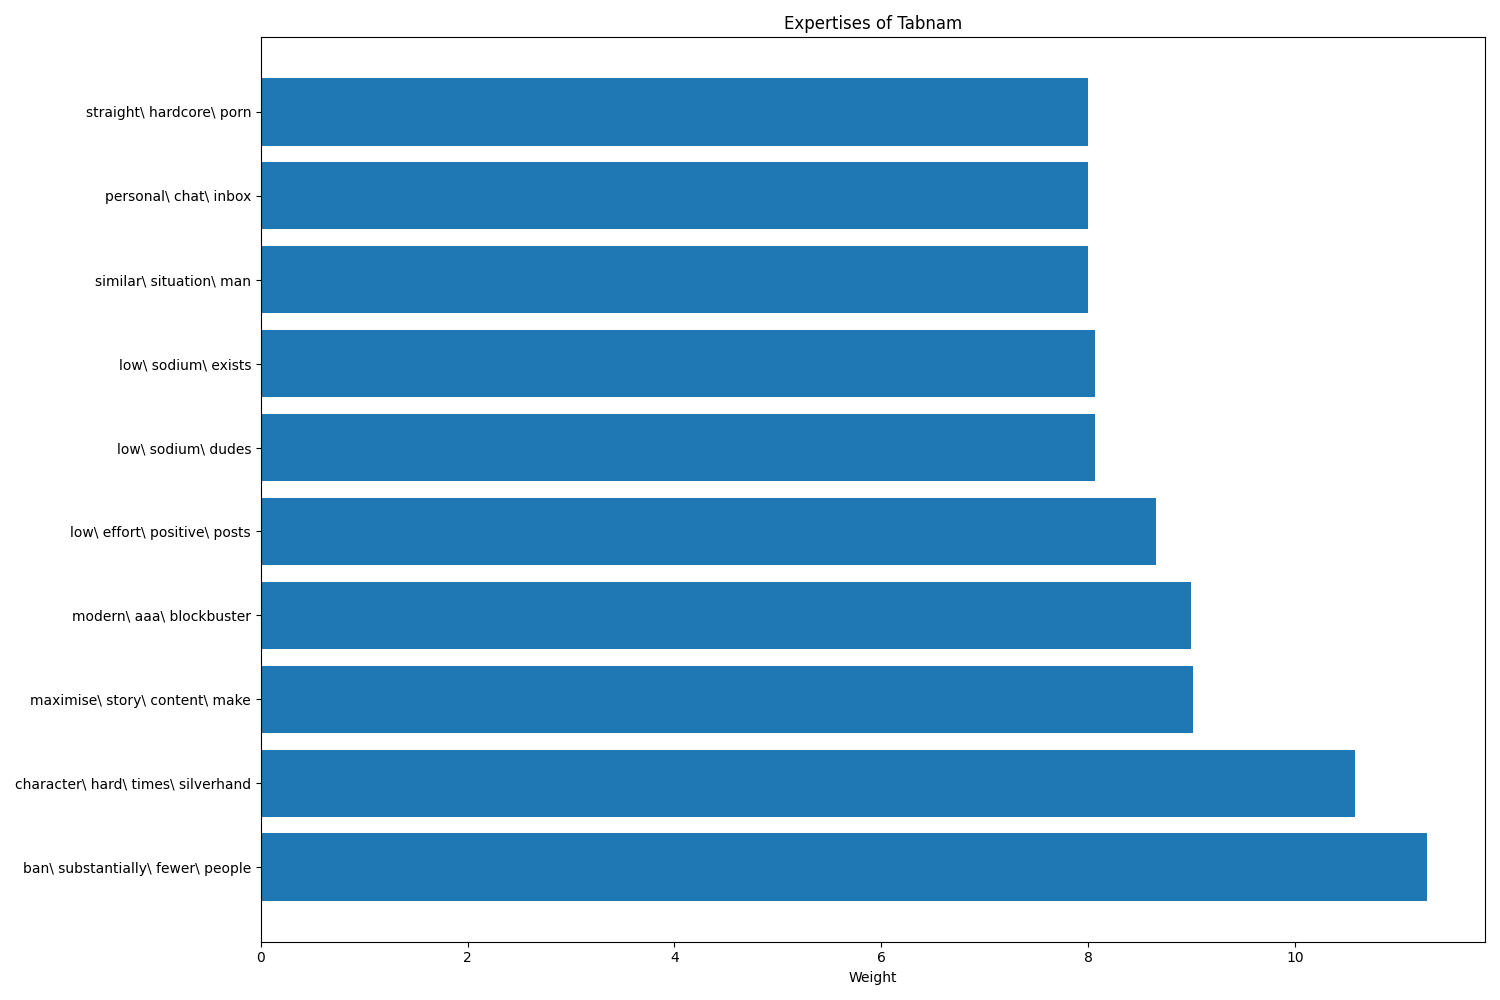 Expertises of Tabnam
straight\ hardcore\ porn
personal\ chat\ inbox
similar\ situation\ man
low\ sodium\ exists
low\ sodium\ dudes
low\ effort\ positive\ posts
modern\ aaa\ blockbuster
maximise\ story\ content\ make
character\ hard\ times\ silverhand
ban\ substantially\ fewer\ people
0 2 4 6 8 10
Weight